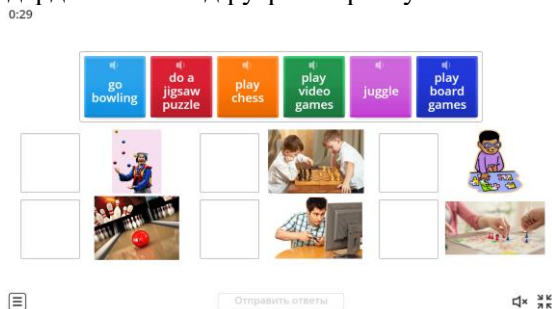 0:29
go bowling
do a jigsaw puzzle
play chess
play video games
juggle
play board games
Отправить ответы